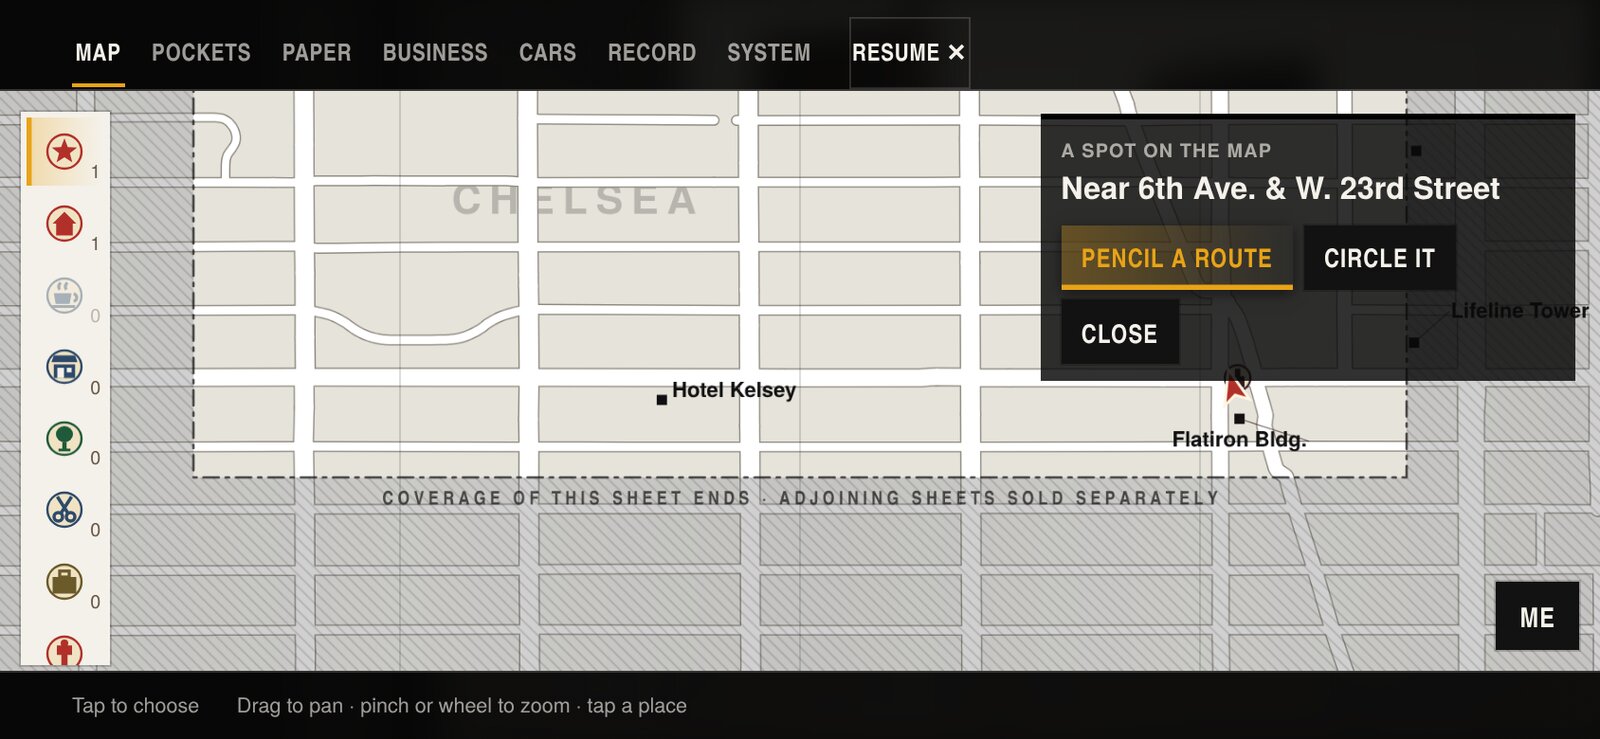 MAP POCKETS PAPER BUSINESS CARS RECORD SYSTEM RESUME ✕
A SPOT ON THE MAP
Near 6th Ave. & W. 23rd Street
PENCIL A ROUTE CIRCLE IT
CLOSE
1
CHELSEA
1
0
Lifeline Tower
0
Hotel Kelsey
Flatiron Bldg.
0
COVERAGE OF THIS SHEET ENDS · ADJOINING SHEETS SOLD SEPARATELY
0
0
ME
Tap to choose Drag to pan · pinch or wheel to zoom · tap a place